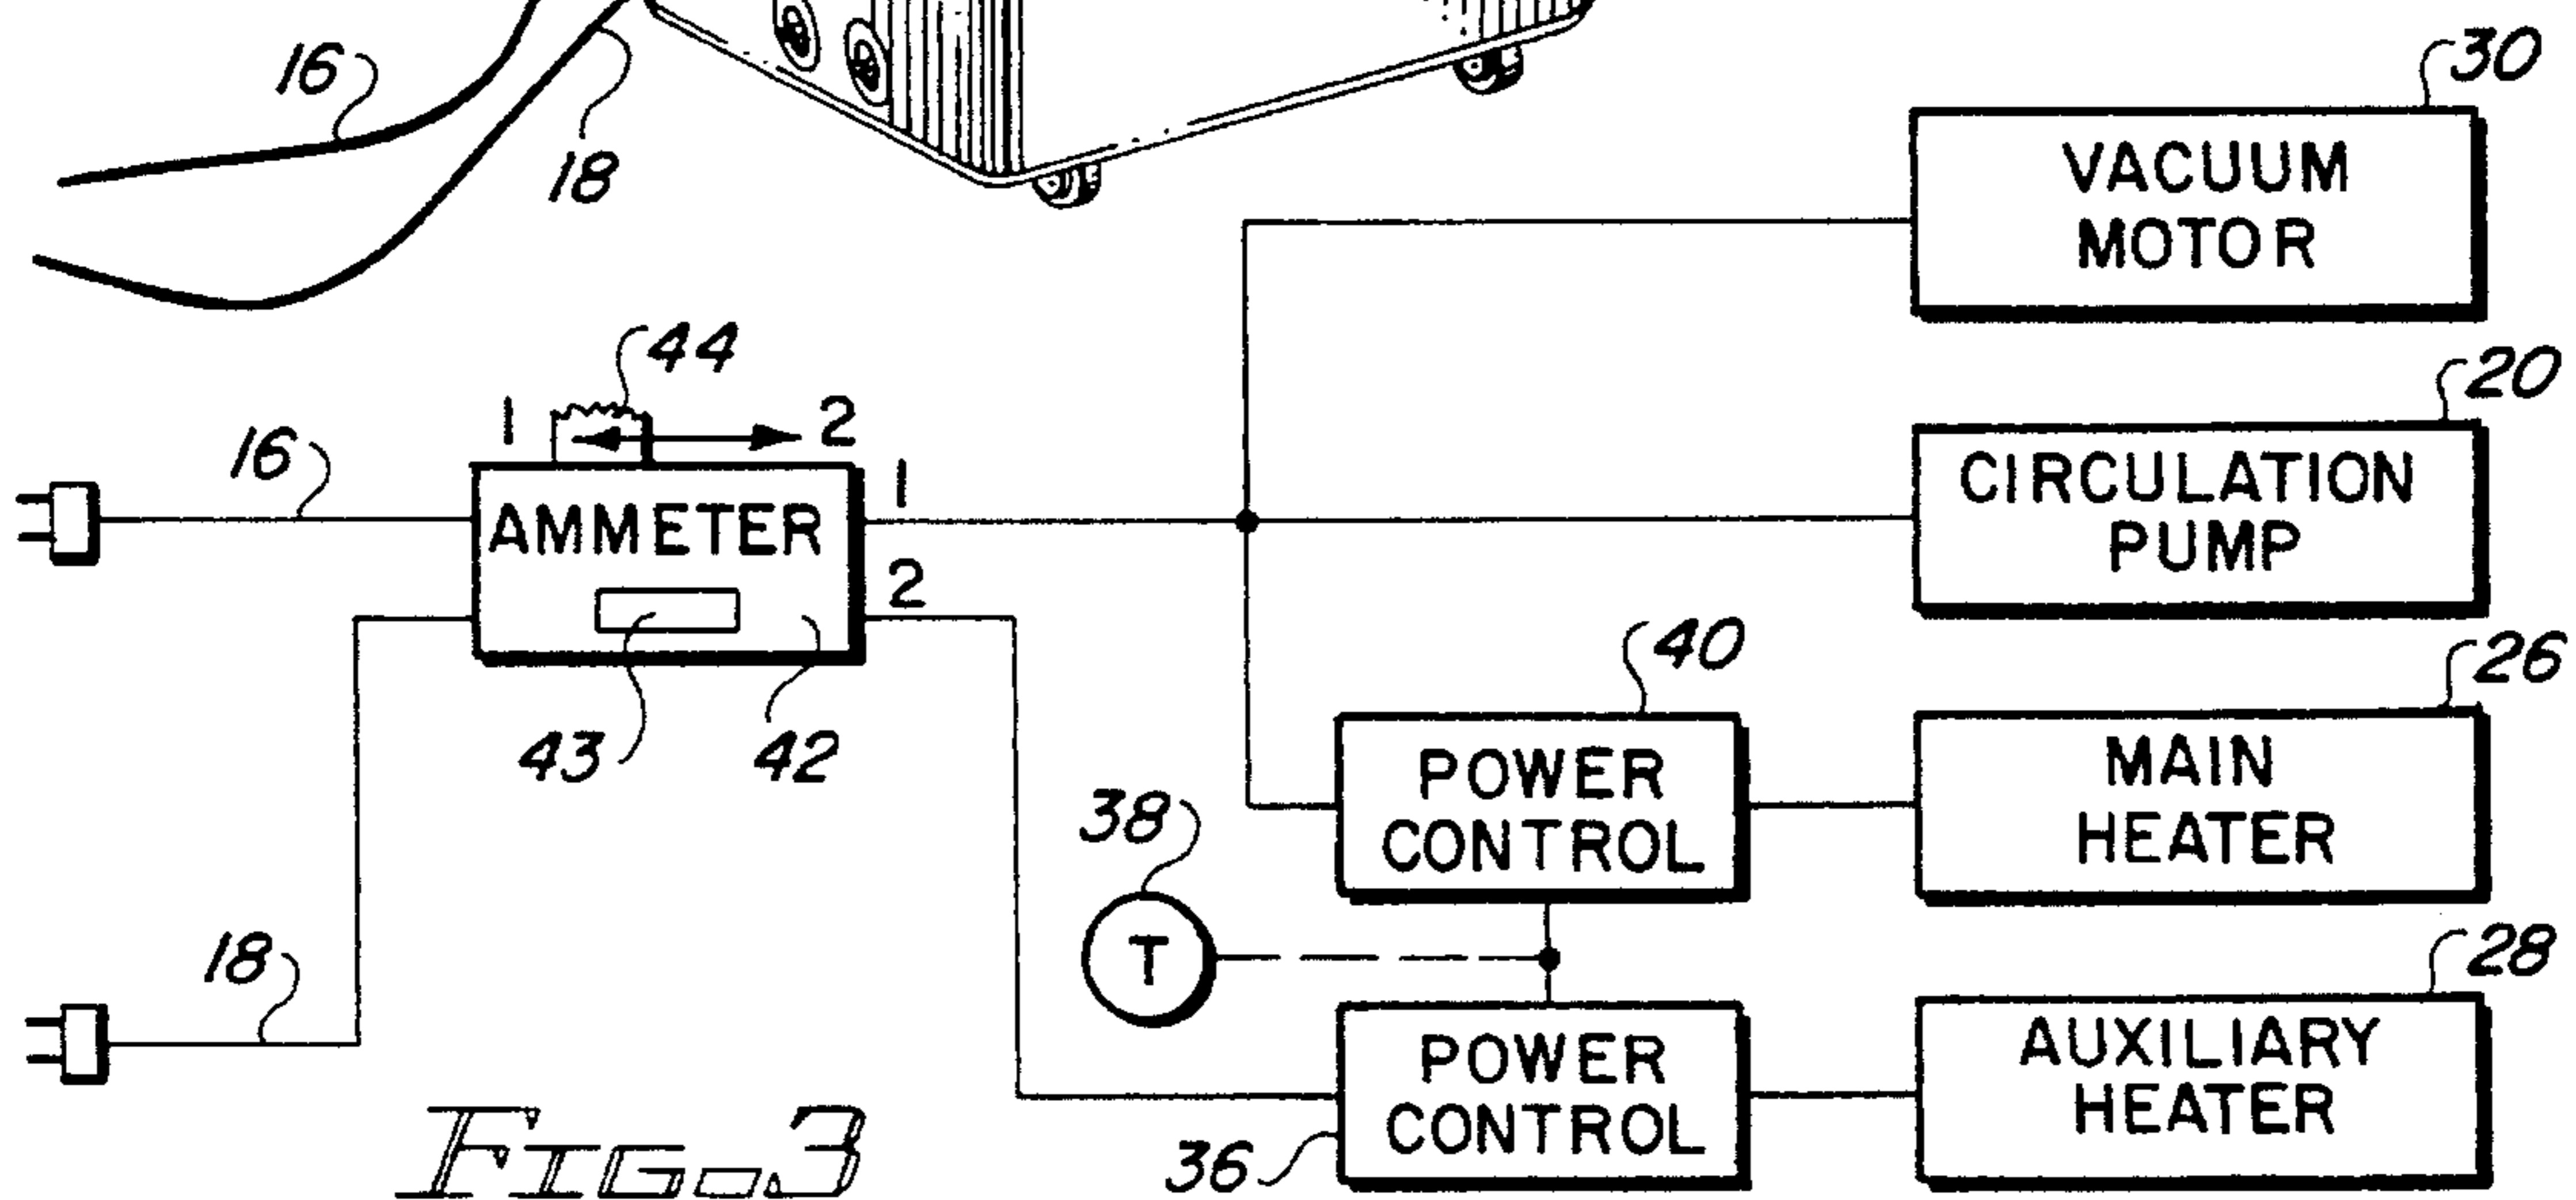 16
18
30
VACUUM
MOTOR
44
1
2
16
AMMETER
1
2
43
42
20
CIRCULATION
PUMP
40
POWER
CONTROL
26
MAIN
HEATER
38
T
18
POWER
CONTROL
36
28
AUXILIARY
HEATER
FIG-3